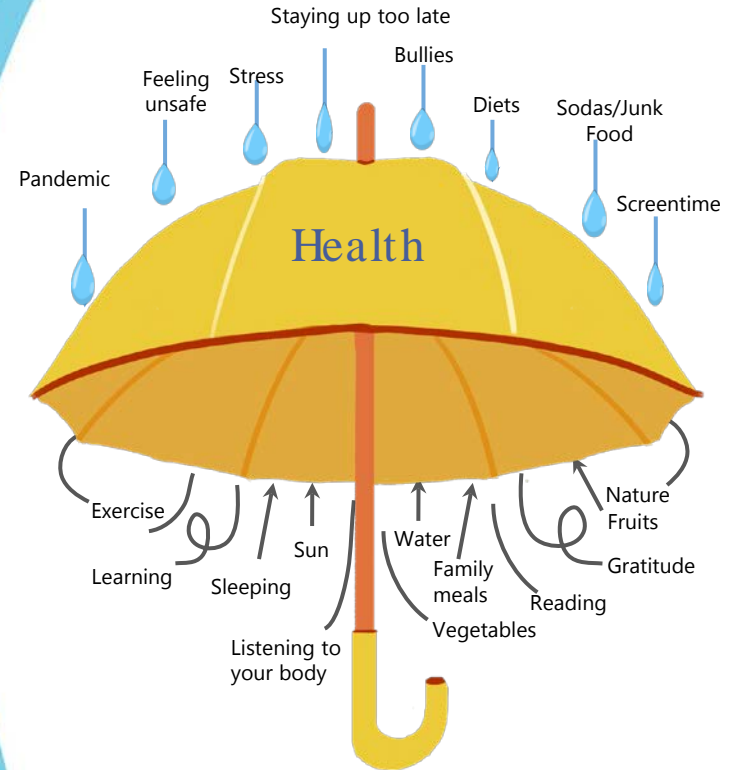 Staying up too late
Bullies
Feeling
unsafe
Stress
Diets
Sodas/Junk
Food
Pandemic
Screentime
Health
Exercise
Learning
Sleeping
Sun
Listening to
your body
Water
Family
meals
Vegetables
Reading
Nature
Fruits
Gratitude